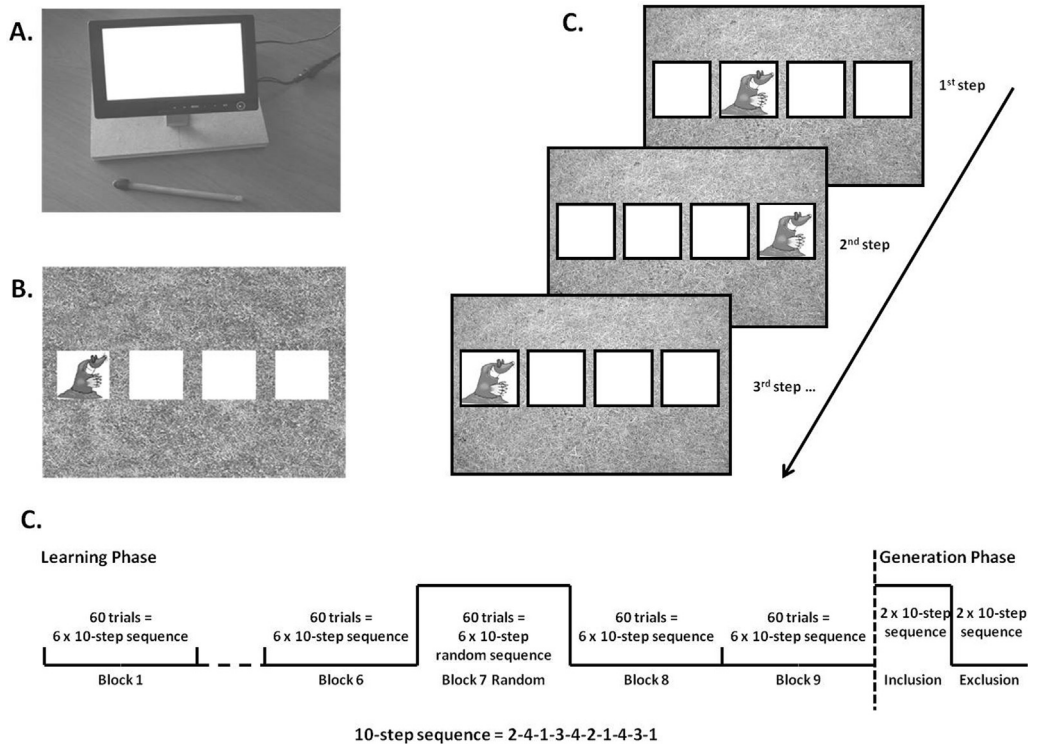 A.
B.
C.
1st step
2nd step
3rd step ...
C.
Learning Phase
Generation Phase
60 trials =
6 x 10-step sequence
Block 1
60 trials =
6 x 10-step sequence
Block 6
60 trials =
6 x 10-step
random sequence
Block 7 Random
60 trials =
6 x 10-step sequence
Block 8
60 trials =
6 x 10-step sequence
Block 9
2 x 10-step
sequence
Inclusion
2 x 10-step
sequence
Exclusion
10-step sequence = 2-4-1-3-4-2-1-4-3-1